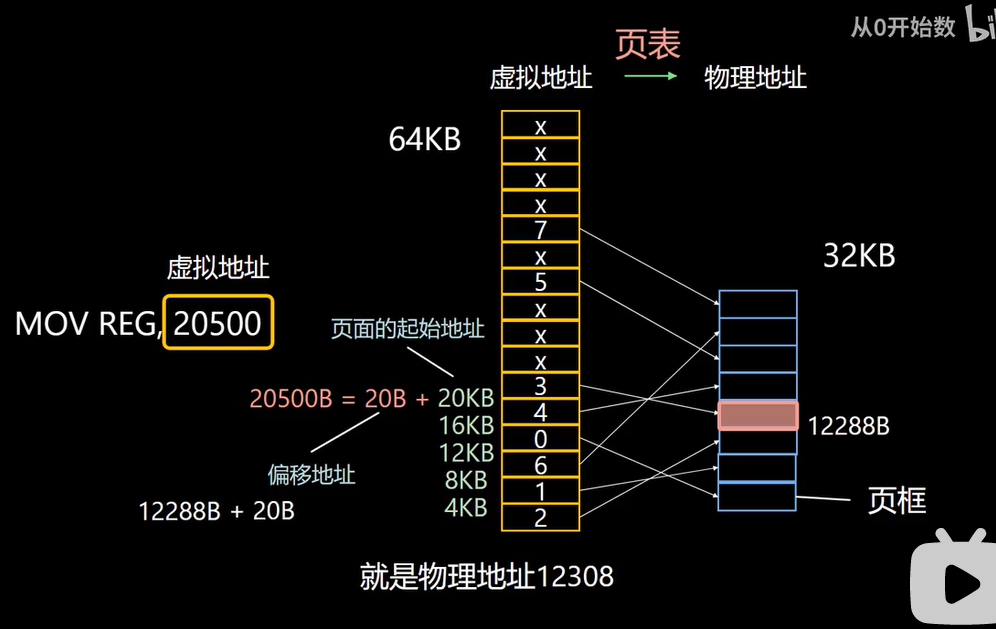 从0开始数
页表
虚拟地址
物理地址
64KB
x
x
x
x
7
x
5
x
x
x
3
4
0
6
1
2
32KB
虚拟地址
MOV REG, 20500
页面的起始地址
20500B = 20B + 20KB
16KB
12KB
8KB
4KB
偏移地址
12288B + 20B
12288B
页框
就是物理地址12308